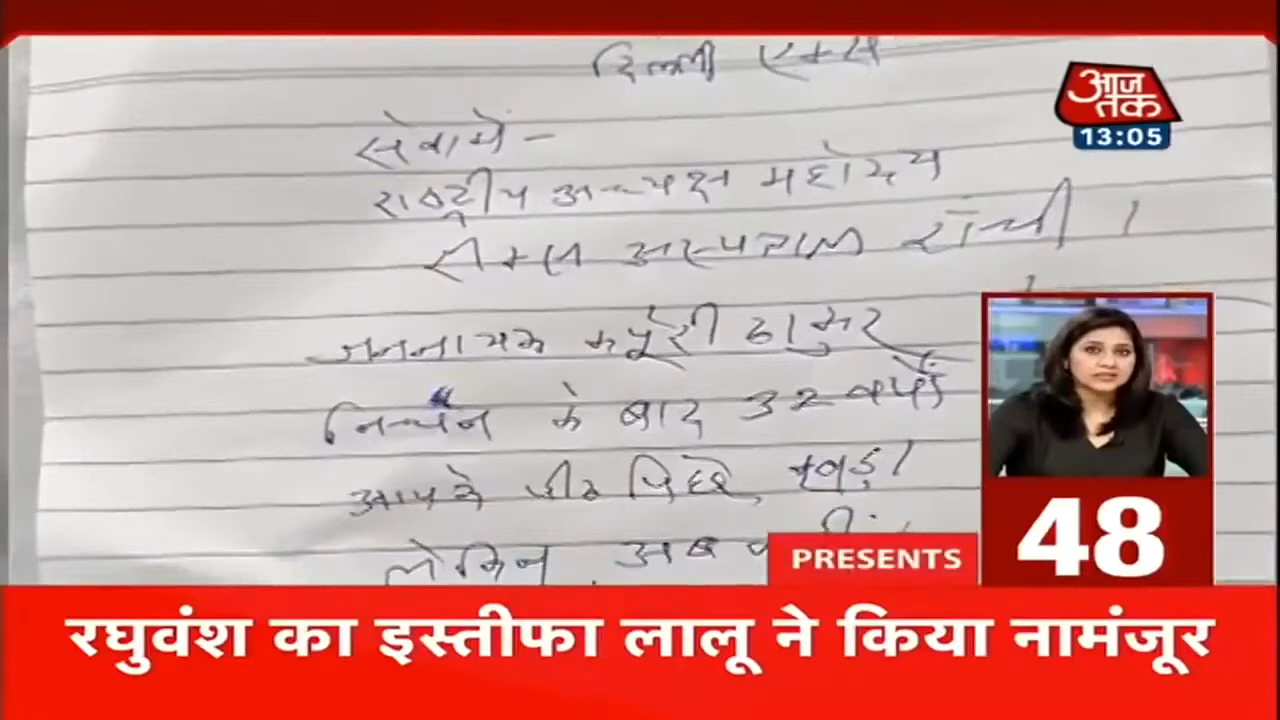 दिल्ली एम्स
आज
तक
13:05
सेवा में -
राष्ट्रीय अध्यक्ष महोदय
रिम्स अस्पताल राँची ।
जननायक कर्पूरी ठाकुर
निधन के बाद 32 वर्षों
आपके पीछे खड़ा
लेकिन अब
PRESENTS
48
रघुवंश का इस्तीफा लालू ने किया नामंजूर